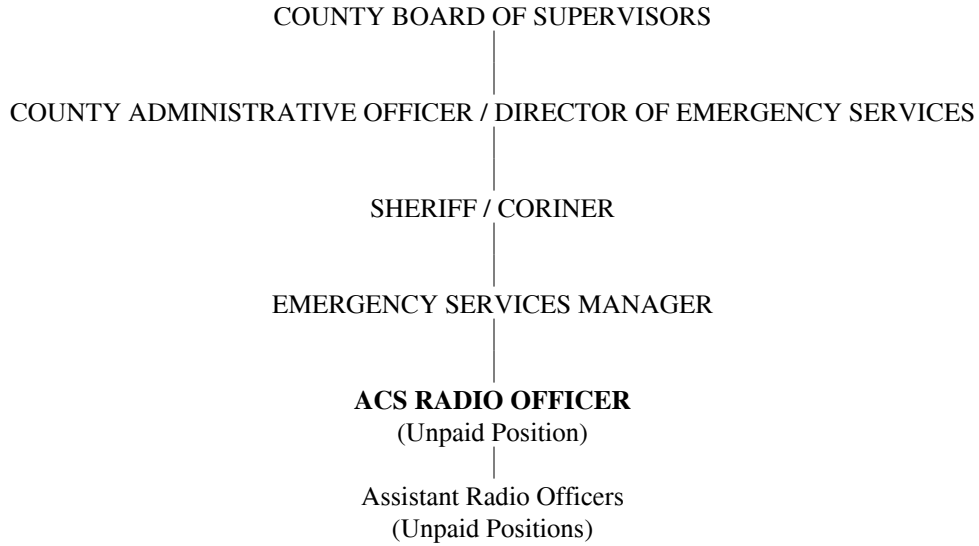 COUNTY BOARD OF SUPERVISORS
COUNTY ADMINISTRATIVE OFFICER / DIRECTOR OF EMERGENCY SERVICES
SHERIFF / CORINER
EMERGENCY SERVICES MANAGER
ACS RADIO OFFICER
(Unpaid Position)
Assistant Radio Officers
(Unpaid Positions)